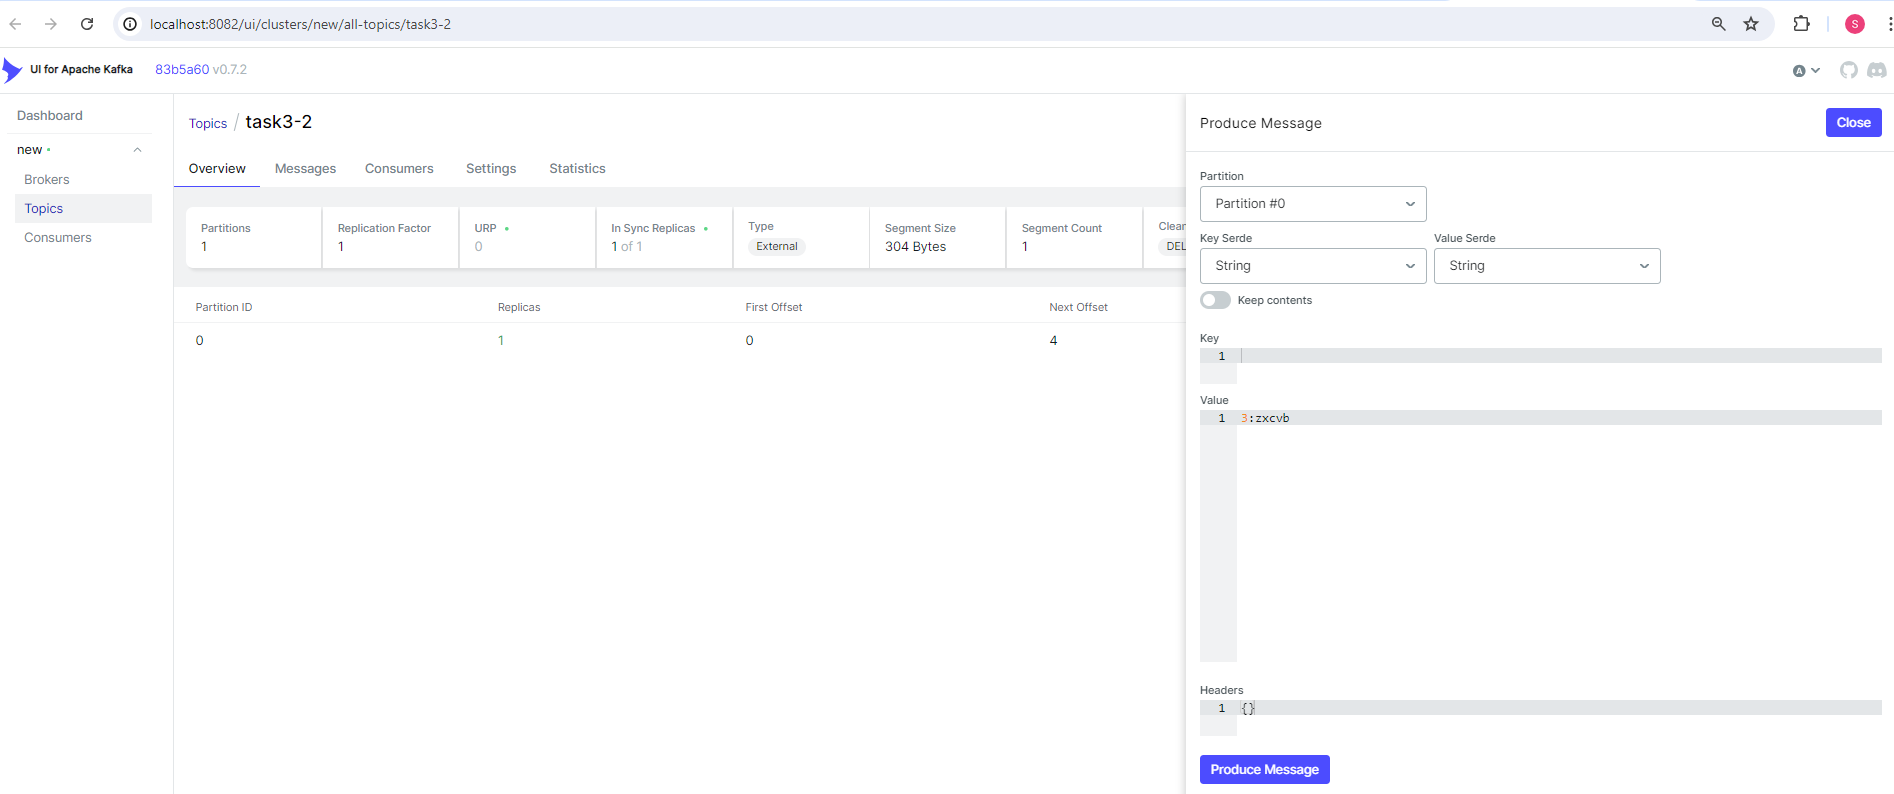 localhost:8082/ui/clusters/new/all-topics/task3-2
S
UI for Apache Kafka 83b5a60 v0.7.2
A
Dashboard
new
Brokers
Topics
Consumers
Topics / task3-2
Overview Messages Consumers Settings Statistics
Partitions Replication Factor URP In Sync Replicas Type Segment Size Segment Count Clean
1 1 0 1 of 1 External 304 Bytes 1 DEL
Partition ID Replicas First Offset Next Offset
0 1 0 4
Produce Message Close
Partition
Partition #0
Key Serde Value Serde
String String
Keep contents
Key
1
Value
1 3:zxcvb
Headers
1 {}
Produce Message